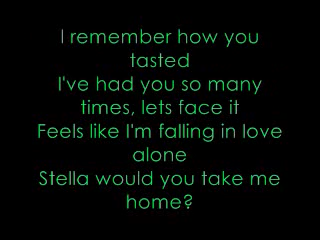 I remember how you
tasted
I've had you so many
times, lets face it
Feels like I'm falling in love
alone
Stella would you take me
home?